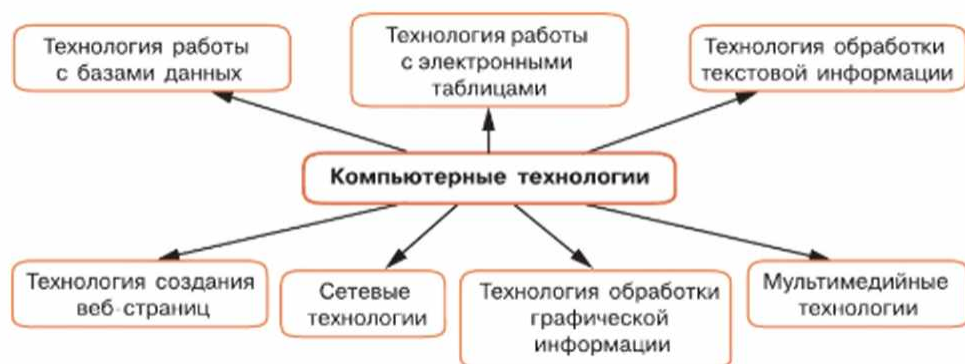 Технология работы
с базами данных
Технология работы
с электронными
таблицами
Технология обработки
текстовой информации
Компьютерные технологии
Технология создания
веб-страниц
Сетевые
технологии
Технология обработки
графической
информации
Мультимедийные
технологии